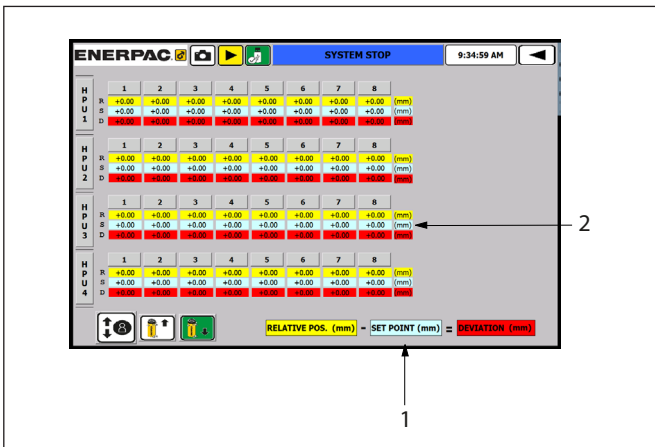 ENERPAC. SYSTEM STOP 9:34:59 AM
HPU1
1 2 3 4 5 6 7 8
R +0.00 +0.00 +0.00 +0.00 +0.00 +0.00 +0.00 +0.00 (mm)
S +0.00 +0.00 +0.00 +0.00 +0.00 +0.00 +0.00 +0.00 (mm)
D +0.00 +0.00 +0.00 +0.00 +0.00 +0.00 +0.00 +0.00 (mm)
HPU2
1 2 3 4 5 6 7 8
R +0.00 +0.00 +0.00 +0.00 +0.00 +0.00 +0.00 +0.00 (mm)
S +0.00 +0.00 +0.00 +0.00 +0.00 +0.00 +0.00 +0.00 (mm)
D +0.00 +0.00 +0.00 +0.00 +0.00 +0.00 +0.00 +0.00 (mm)
HPU3
1 2 3 4 5 6 7 8
R +0.00 +0.00 +0.00 +0.00 +0.00 +0.00 +0.00 +0.00 (mm)
S +0.00 +0.00 +0.00 +0.00 +0.00 +0.00 +0.00 +0.00 (mm)
D +0.00 +0.00 +0.00 +0.00 +0.00 +0.00 +0.00 +0.00 (mm)
2
HPU4
1 2 3 4 5 6 7 8
R +0.00 +0.00 +0.00 +0.00 +0.00 +0.00 +0.00 +0.00 (mm)
S +0.00 +0.00 +0.00 +0.00 +0.00 +0.00 +0.00 +0.00 (mm)
D +0.00 +0.00 +0.00 +0.00 +0.00 +0.00 +0.00 +0.00 (mm)
8 RELATIVE POS. (mm) - SET POINT (mm) = DEVIATION (mm)
1